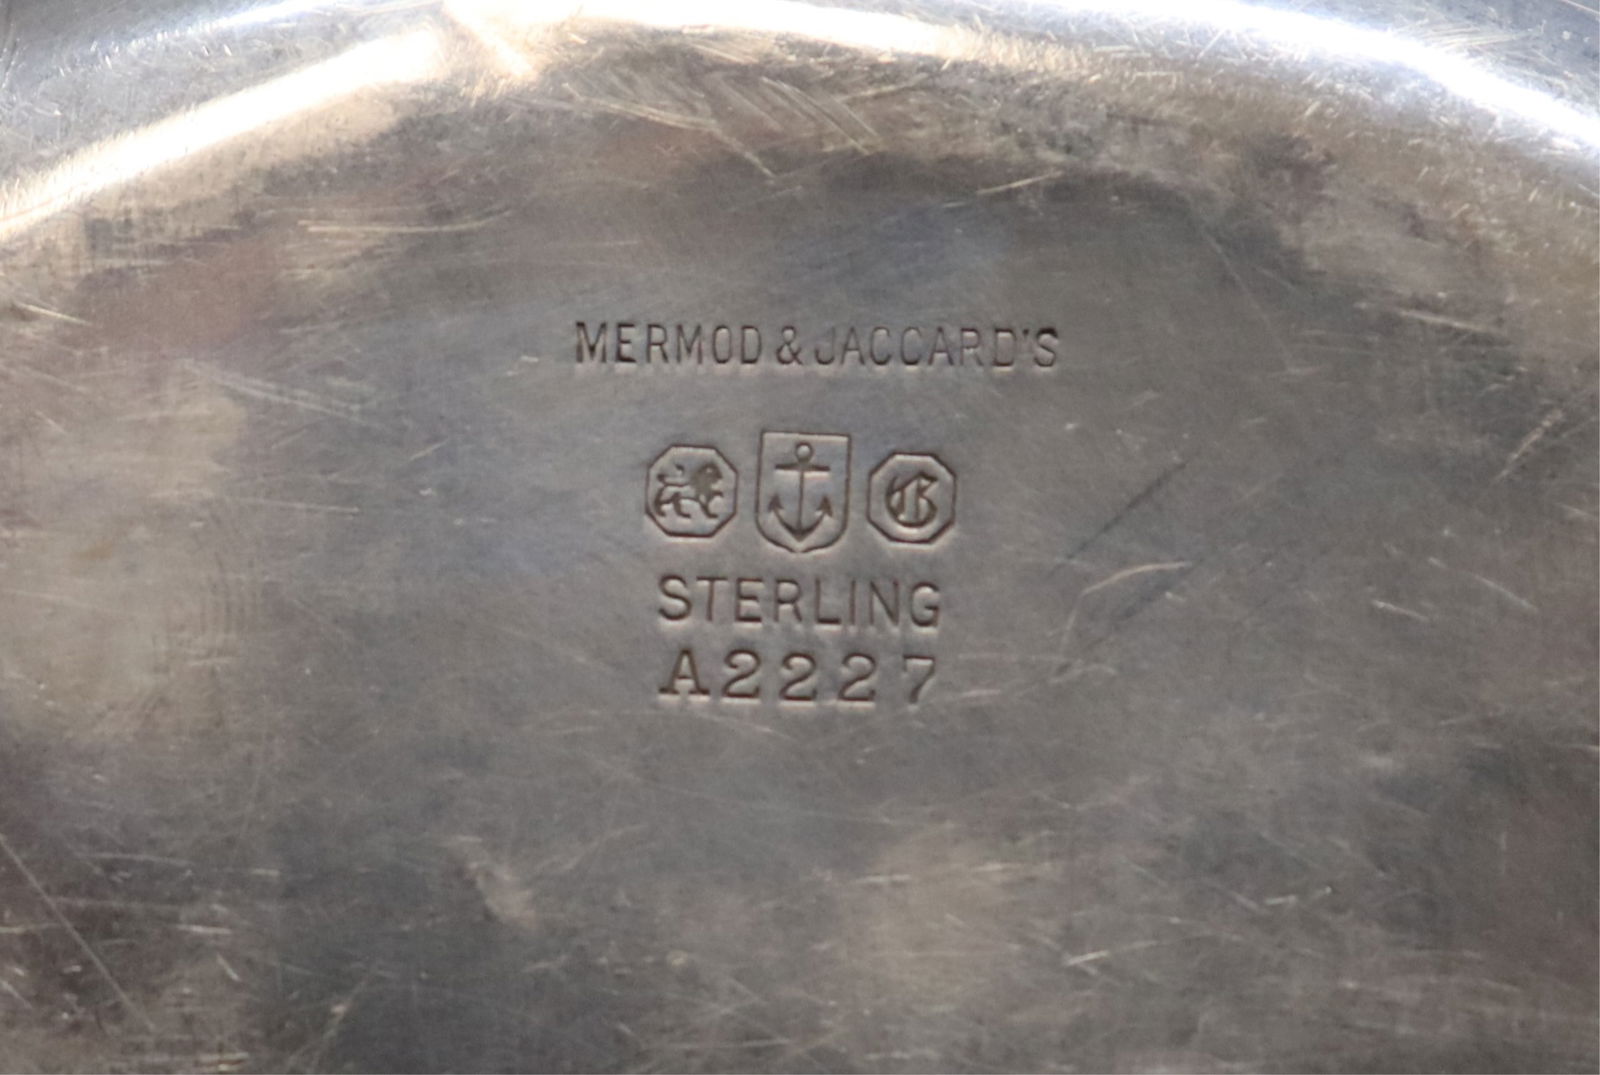 MERMOD & JACCARD'S
G
STERLING
A2227